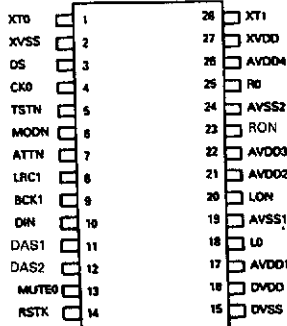 XT0 1 28 XT1
XVSS 2 27 XVDD
DS 3 26 AVDD4
CK0 4 25 R0
TSTN 5 24 AVSS2
MODN 6 23 RON
ATTN 7 22 AVDD3
LRC1 8 21 AVDD2
BCK1 9 20 LON
DIN 10 19 AVSS1
DAS1 11 18 L0
DAS2 12 17 AVDD1
MUTE0 13 16 DVDD
RSTK 14 15 DVSS